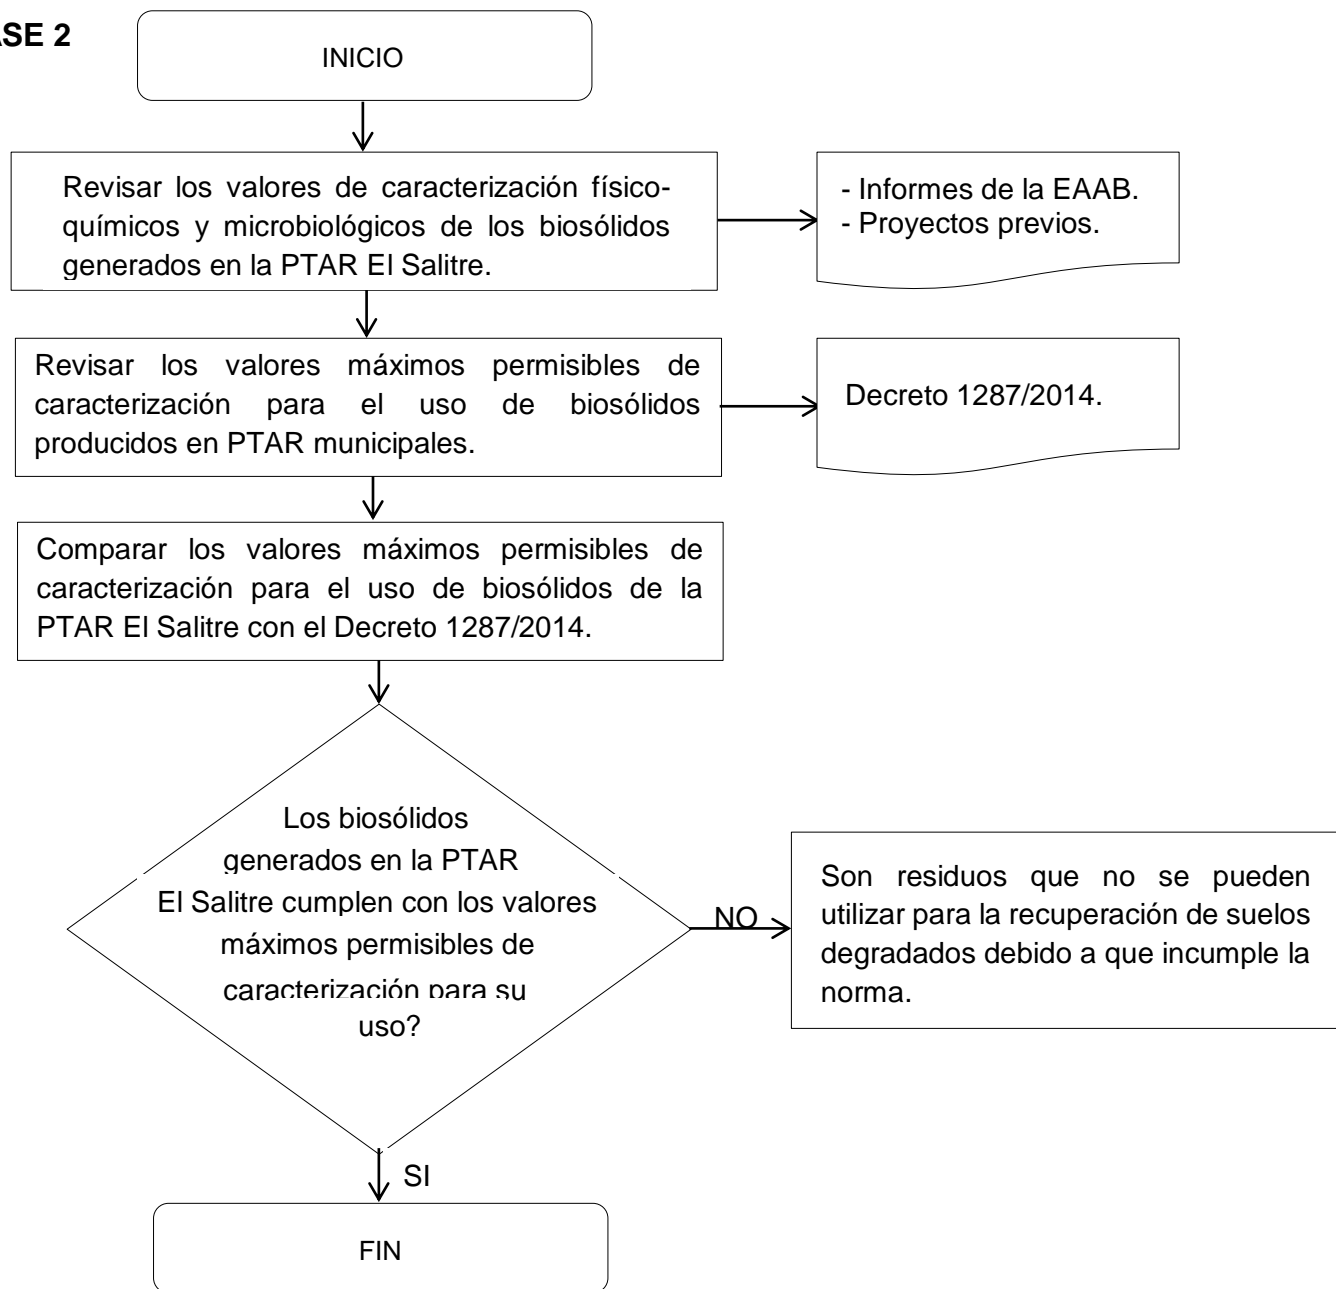 ASE 2
INICIO
Revisar los valores de caracterización físico-
químicos y microbiológicos de los biosólidos
generados en la PTAR El Salitre.
- Informes de la EAAB.
- Proyectos previos.
Revisar los valores máximos permisibles de
caracterización para el uso de biosólidos
producidos en PTAR municipales.
Decreto 1287/2014.
Comparar los valores máximos permisibles de
caracterización para el uso de biosólidos de la
PTAR El Salitre con el Decreto 1287/2014.
Los biosólidos
generados en la PTAR
El Salitre cumplen con los valores
máximos permisibles de
caracterización para su
uso?
NO
Son residuos que no se pueden
utilizar para la recuperación de suelos
degradados debido a que incumple la
norma.
SI
FIN